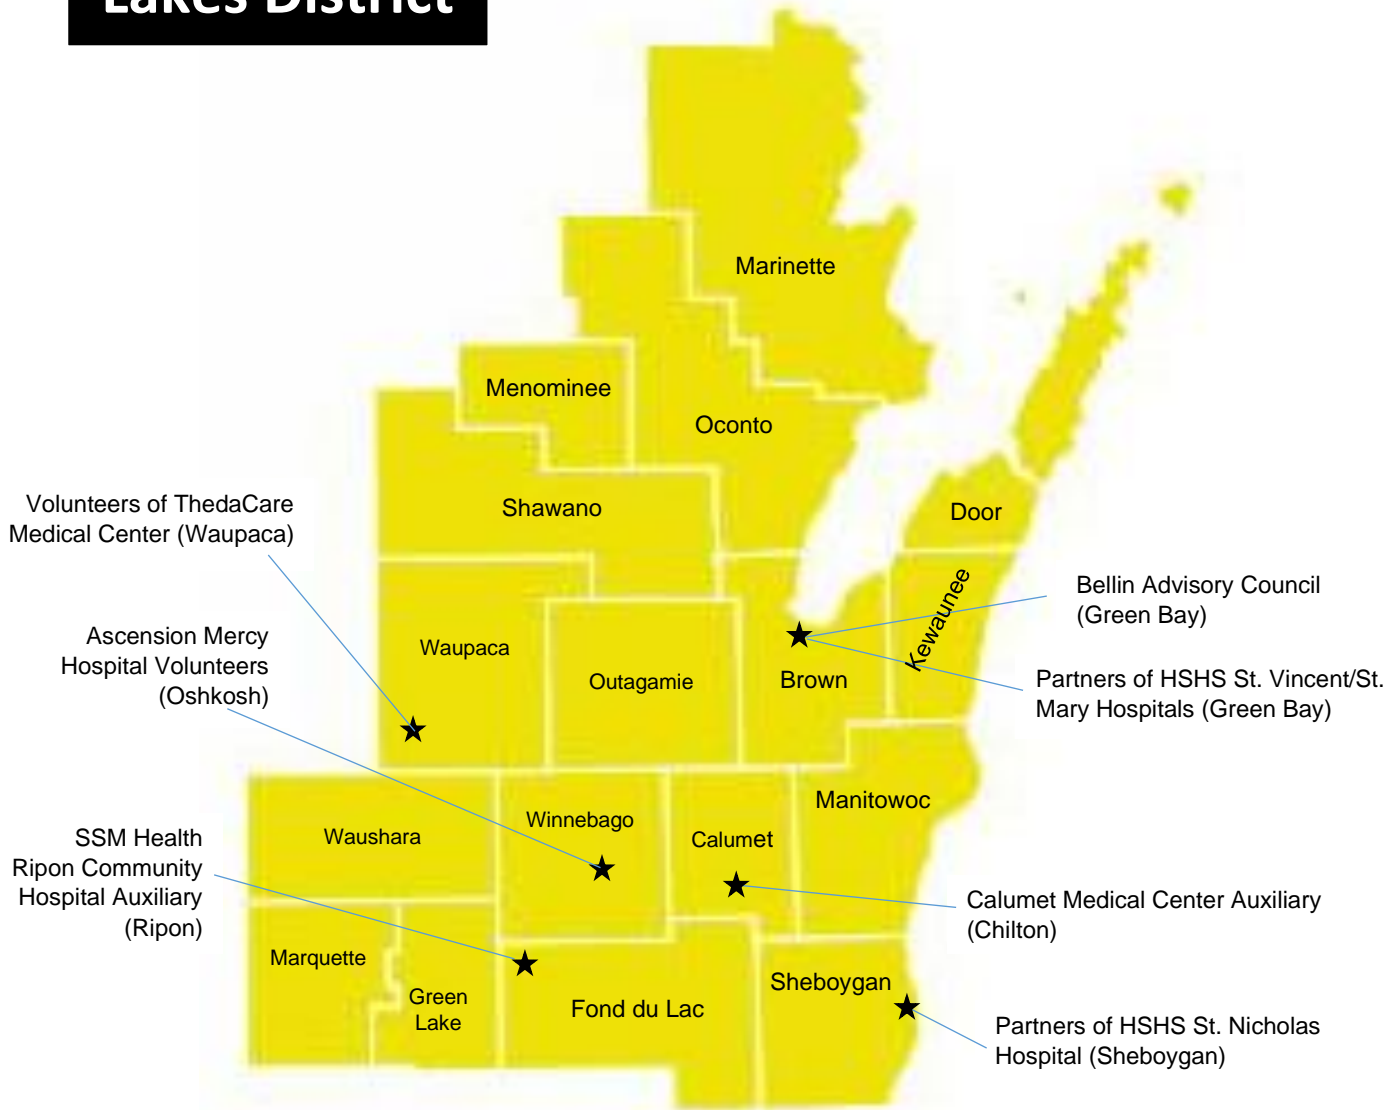 Lakes District
Marinette
Menominee
Oconto
Volunteers of ThedaCare
Medical Center (Waupaca)
Shawano
Door
Kewaunee
Bellin Advisory Council
(Green Bay)
Ascension Mercy
Hospital Volunteers
(Oshkosh)
Waupaca
Outagamie
Brown
Partners of HSHS St. Vincent/St.
Mary Hospitals (Green Bay)
Manitowoc
Winnebago
Waushara
Calumet
SSM Health
Ripon Community
Hospital Auxiliary
(Ripon)
Calumet Medical Center Auxiliary
(Chilton)
Marquette
Sheboygan
Green
Lake
Fond du Lac
Partners of HSHS St. Nicholas
Hospital (Sheboygan)